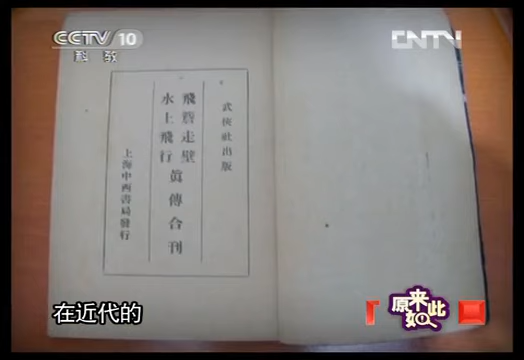 CCTV 10
科教
CNTV
武俠社出版
飛簷走壁
水上飛行
真傳合刊
上海中西書局發行
在近代的
原来如此